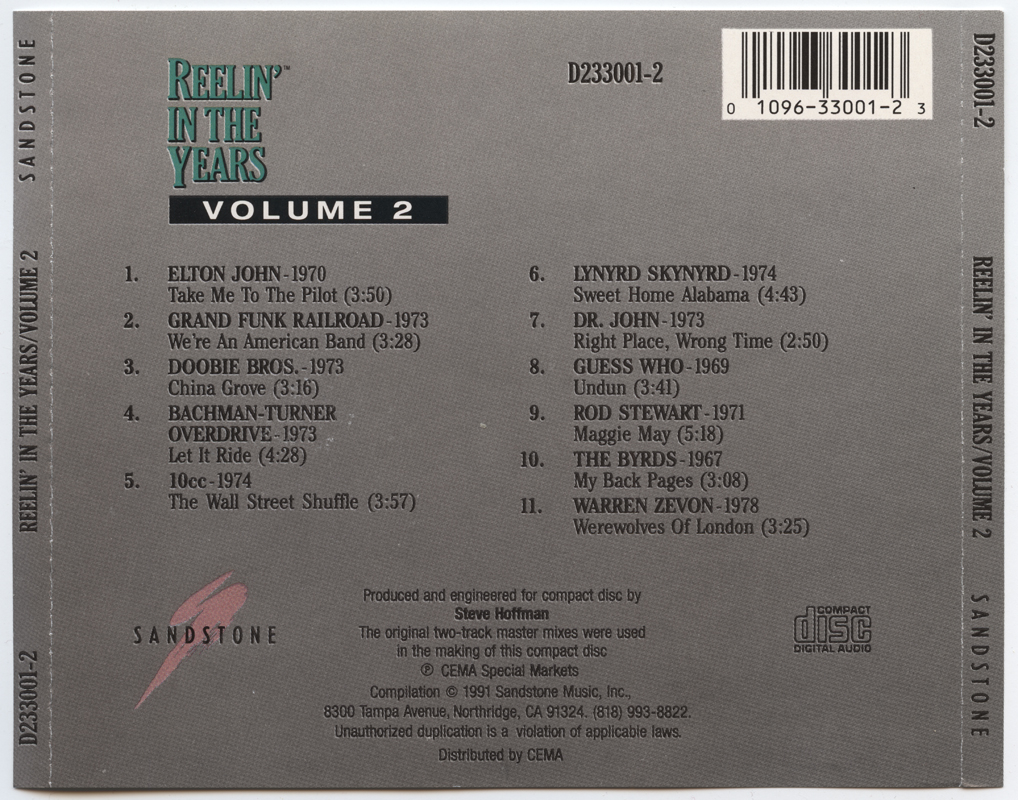 SANDSTONE
REELIN' IN THE YEARS/VOLUME 2
D233001-2
REELIN'™
IN THE
YEARS
VOLUME 2
D233001-2
0 1096-33001-2 3
1. ELTON JOHN-1970
Take Me To The Pilot (3:50)
2. GRAND FUNK RAILROAD-1973
We're An American Band (3:28)
3. DOOBIE BROS.-1973
China Grove (3:16)
4. BACHMAN-TURNER
OVERDRIVE-1973
Let It Ride (4:28)
5. 10cc-1974
The Wall Street Shuffle (3:57)
6. LYNYRD SKYNYRD-1974
Sweet Home Alabama (4:43)
7. DR. JOHN-1973
Right Place, Wrong Time (2:50)
8. GUESS WHO-1969
Undun (3:41)
9. ROD STEWART-1971
Maggie May (5:18)
10. THE BYRDS-1967
My Back Pages (3:08)
11. WARREN ZEVON-1978
Werewolves Of London (3:25)
SANDSTONE
Produced and engineered for compact disc by
Steve Hoffman
The original two-track master mixes were used
in the making of this compact disc
℗ CEMA Special Markets
Compilation © 1991 Sandstone Music, Inc.,
8300 Tampa Avenue, Northridge, CA 91324. (818) 993-8822.
Unauthorized duplication is a violation of applicable laws.
Distributed by CEMA
COMPACT
disc
DIGITAL AUDIO
D233001-2
REELIN' IN THE YEARS/VOLUME 2
SANDSTONE